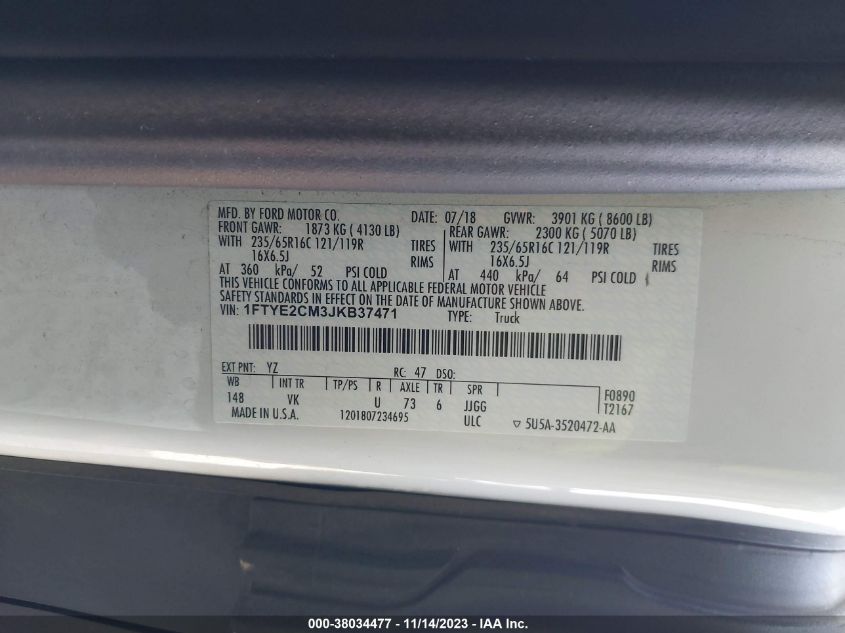 MFD. BY FORD MOTOR CO. DATE: 07/18 GVWR: 3901 KG ( 8600 LB)
FRONT GAWR: 1873 KG ( 4130 LB) REAR GAWR: 2300 KG ( 5070 LB)
WITH 235/65R16C 121/119R TIRES WITH 235/65R16C 121/119R TIRES
16X6.5J RIMS 16X6.5J RIMS
AT 360 kPa/ 52 PSI COLD AT 440 kPa/ 64 PSI COLD
THIS VEHICLE CONFORMS TO ALL APPLICABLE FEDERAL MOTOR VEHICLE
SAFETY STANDARDS IN EFFECT ON THE DATE OF MANUFACTURE SHOWN ABOVE.
VIN: 1FTYE2CM3JKB37471 TYPE: Truck
EXT PNT: YZ RC: 47 DSO:
WB INT TR TP/PS R AXLE TR SPR F0890
148 VK U 73 6 JJGG T2167
MADE IN U.S.A. 1201807234695 ULC ▽ 5U5A-3520472-AA
000-38034477 - 11/14/2023 - IAA Inc.